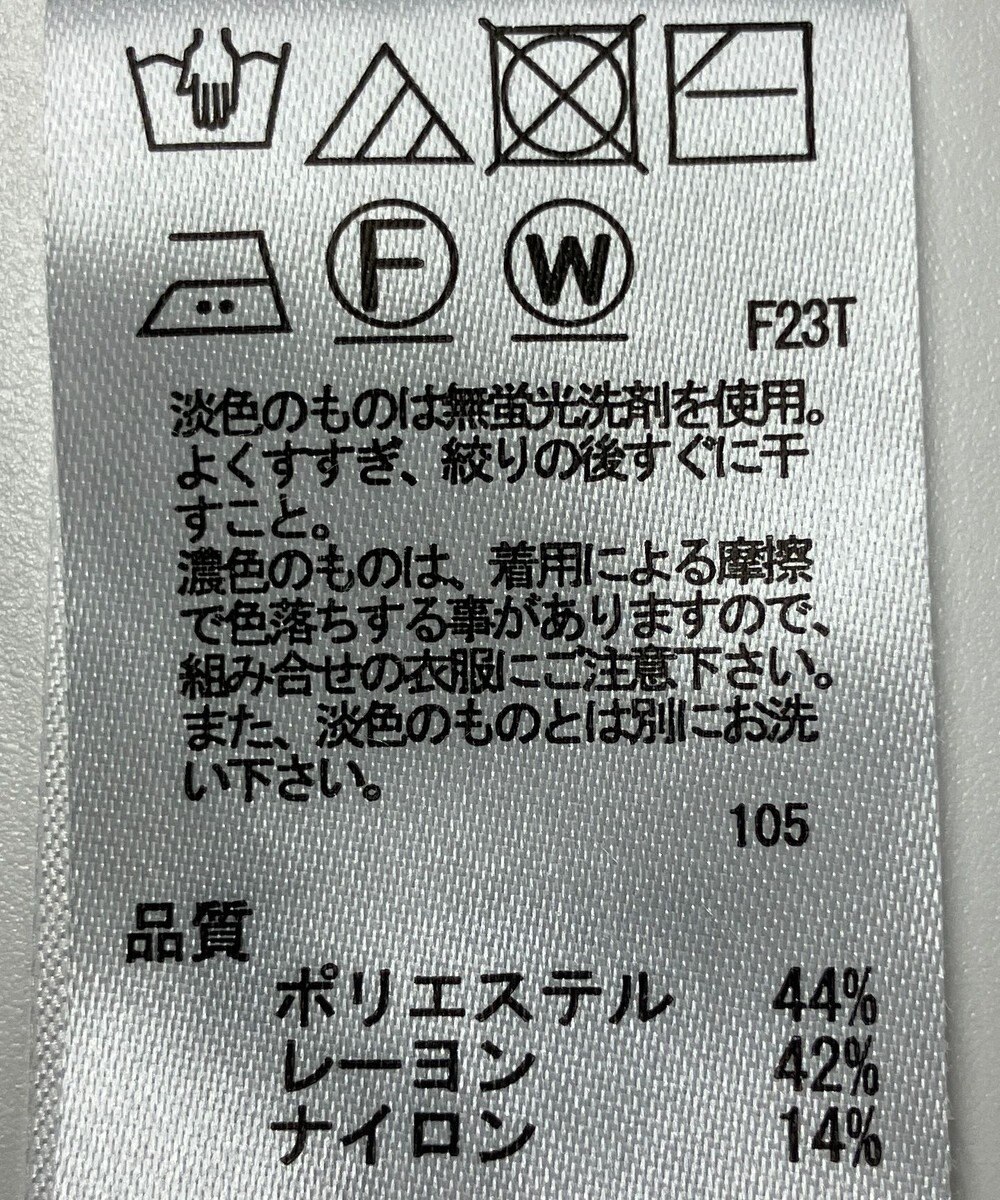 F W F23T
淡色のものは無蛍光洗剤を使用。
よくすすぎ、絞りの後すぐに干
すこと。
濃色のものは、着用による摩擦
で色落ちする事がありますので、
組み合せの衣服にご注意下さい。
また、淡色のものとは別にお洗
い下さい。
105
品質
ポリエステル 44%
レーヨン 42%
ナイロン 14%